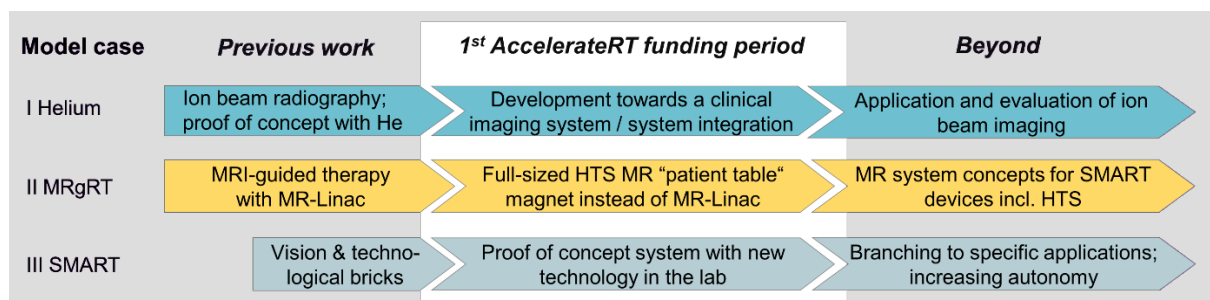 Model case Previous work 1st AccelerateRT funding period Beyond
I Helium
Ion beam radiography;
proof of concept with He
Development towards a clinical
imaging system / system integration
Application and evaluation of ion
beam imaging
II MRgRT
MRI-guided therapy
with MR-Linac
Full-sized HTS MR “patient table“
magnet instead of MR-Linac
MR system concepts for SMART
devices incl. HTS
III SMART
Vision & techno-
logical bricks
Proof of concept system with new
technology in the lab
Branching to specific applications;
increasing autonomy